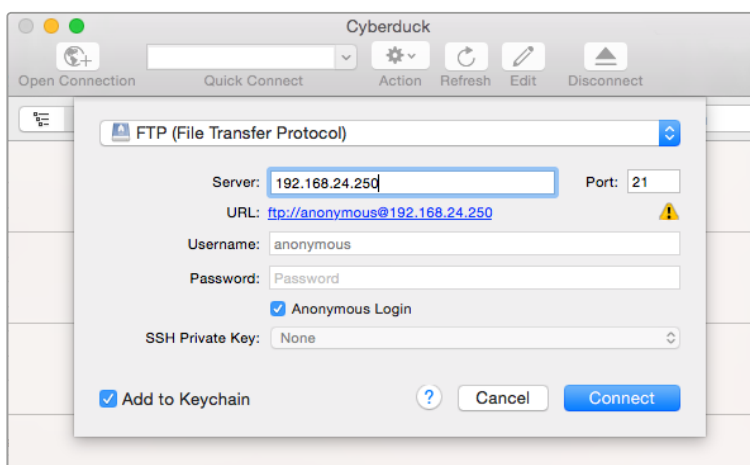 Cyberduck
Open Connection Quick Connect Action Refresh Edit Disconnect
FTP (File Transfer Protocol)
Server: 192.168.24.250 Port: 21
URL: ftp://anonymous@192.168.24.250
Username: anonymous
Password: Password
Anonymous Login
SSH Private Key: None
Add to Keychain ? Cancel Connect